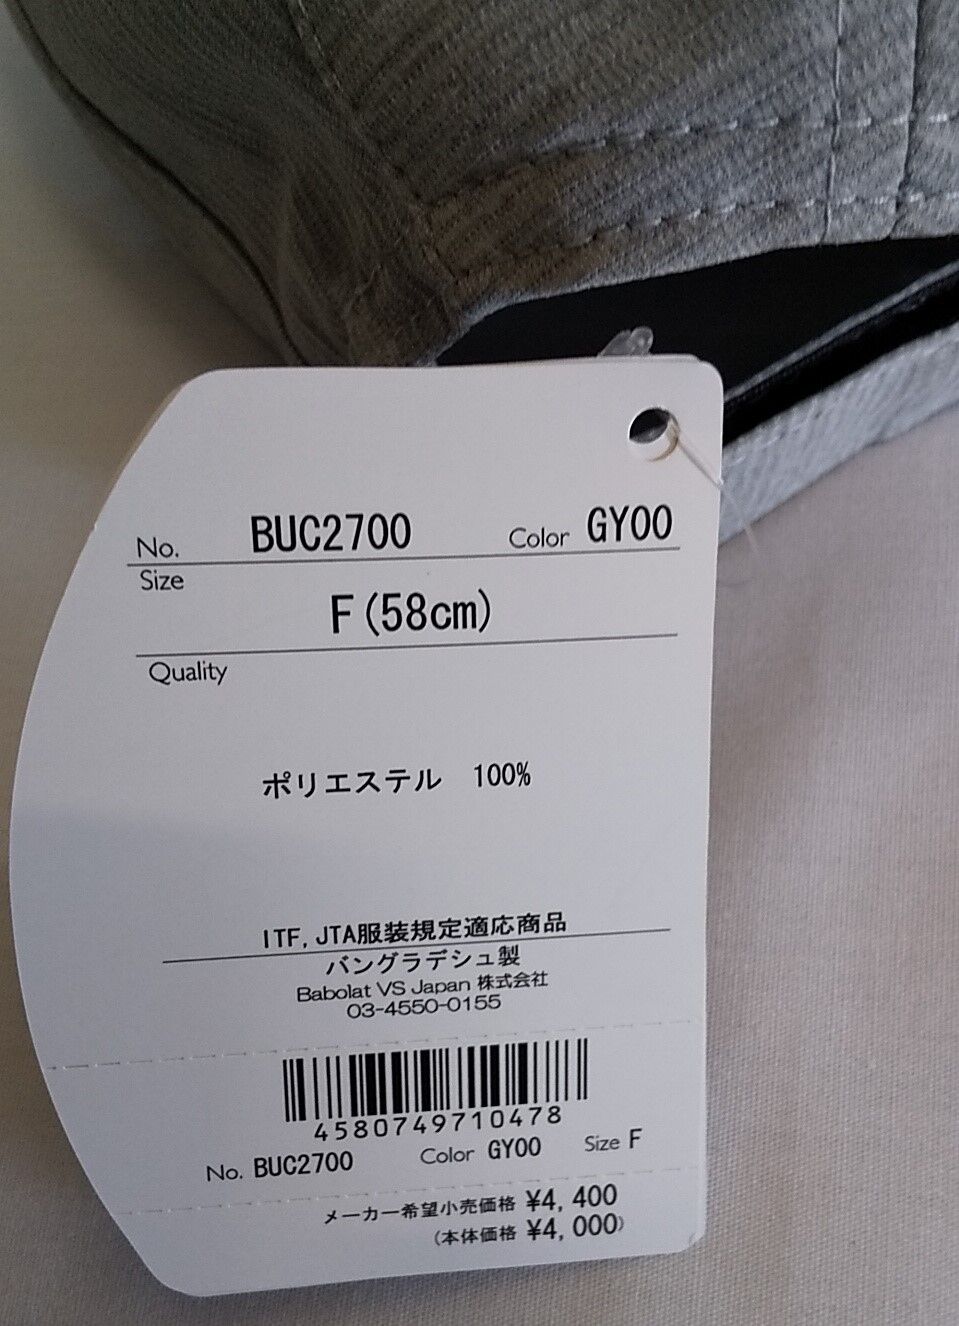 No. BUC2700 Color GY00
Size
F(58cm)
Quality
ポリエステル 100%
ITF, JTA服装規定適応商品
バングラデシュ製
Babolat VS Japan 株式会社
03-4550-0155
4580749710478
No. BUC2700 Color GY00 Size F
メーカー希望小売価格 ¥4,400
(本体価格 ¥4,000)